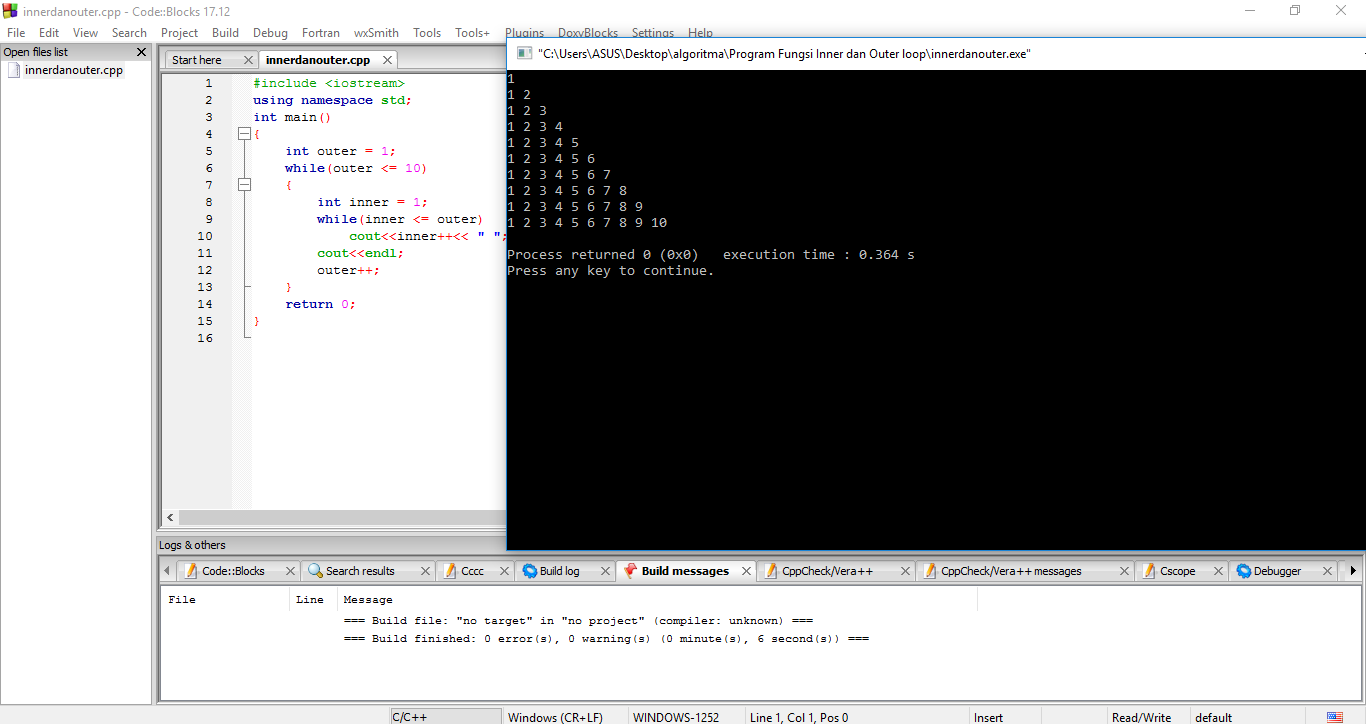 innerdanouter.cpp - Code::Blocks 17.12
File Edit View Search Project Build Debug Fortran wxSmith Tools Tools+ Plugins DoxyBlocks Settings Help
Open files list
innerdanouter.cpp
Start here innerdanouter.cpp
1 #include <iostream>
2 using namespace std;
3 int main()
4 {
5 int outer = 1;
6 while(outer <= 10)
7 {
8 int inner = 1;
9 while(inner <= outer)
10 cout<<inner++<< " ";
11 cout<<endl;
12 outer++;
13 }
14 return 0;
15 }
16
"C:\Users\ASUS\Desktop\algoritma\Program Fungsi Inner dan Outer loop\innerdanouter.exe"
1
1 2
1 2 3
1 2 3 4
1 2 3 4 5
1 2 3 4 5 6
1 2 3 4 5 6 7
1 2 3 4 5 6 7 8
1 2 3 4 5 6 7 8 9
1 2 3 4 5 6 7 8 9 10
Process returned 0 (0x0) execution time : 0.364 s
Press any key to continue.
Logs & others
Code::Blocks Search results Cccc Build log Build messages CppCheck/Vera++ CppCheck/Vera++ messages Cscope Debugger
File Line Message
=== Build file: "no target" in "no project" (compiler: unknown) ===
=== Build finished: 0 error(s), 0 warning(s) (0 minute(s), 6 second(s)) ===
C/C++ Windows (CR+LF) WINDOWS-1252 Line 1, Col 1, Pos 0 Insert Read/Write default